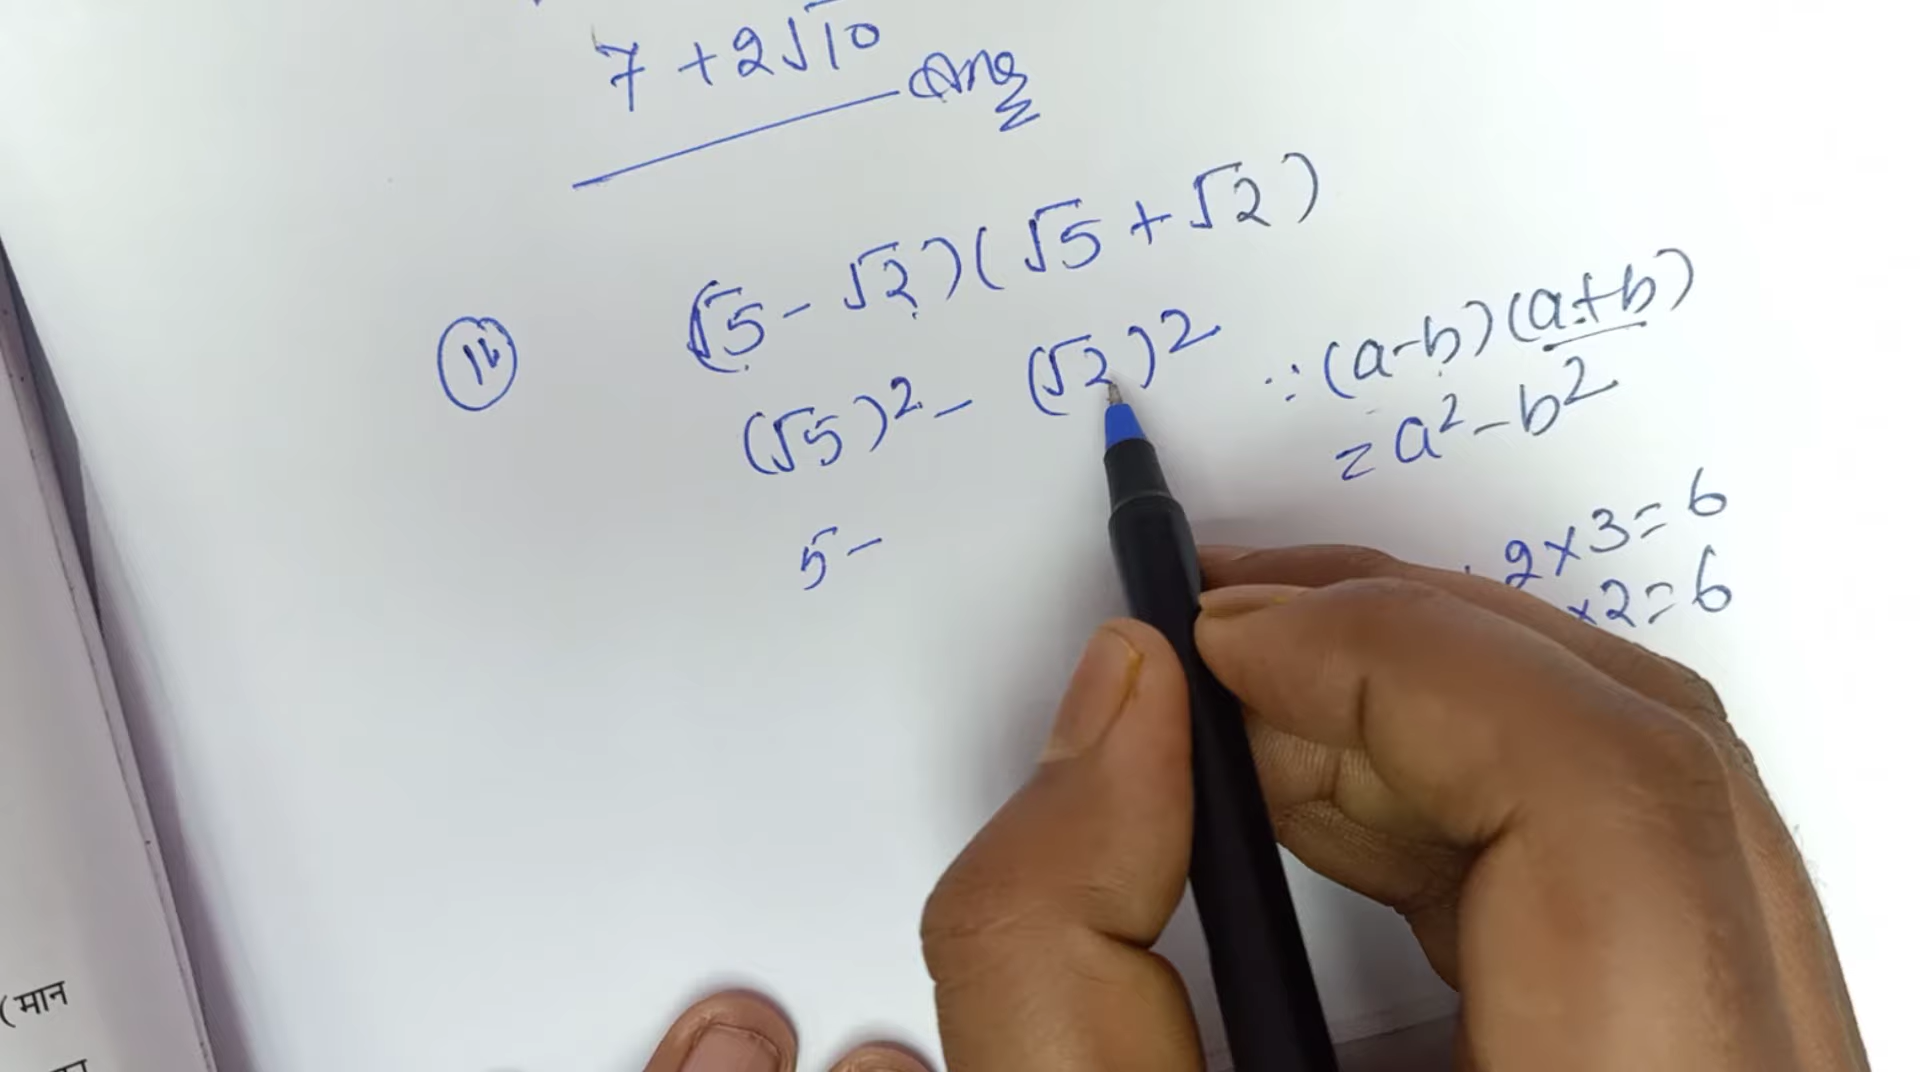 7 + 2√10 Ans
(√5 - √2)(√5 + √2)
(√5)² - (√2)² ∵ (a-b)(a+b)
= a² - b²
5 -
2×3=6
×2=6
(मान